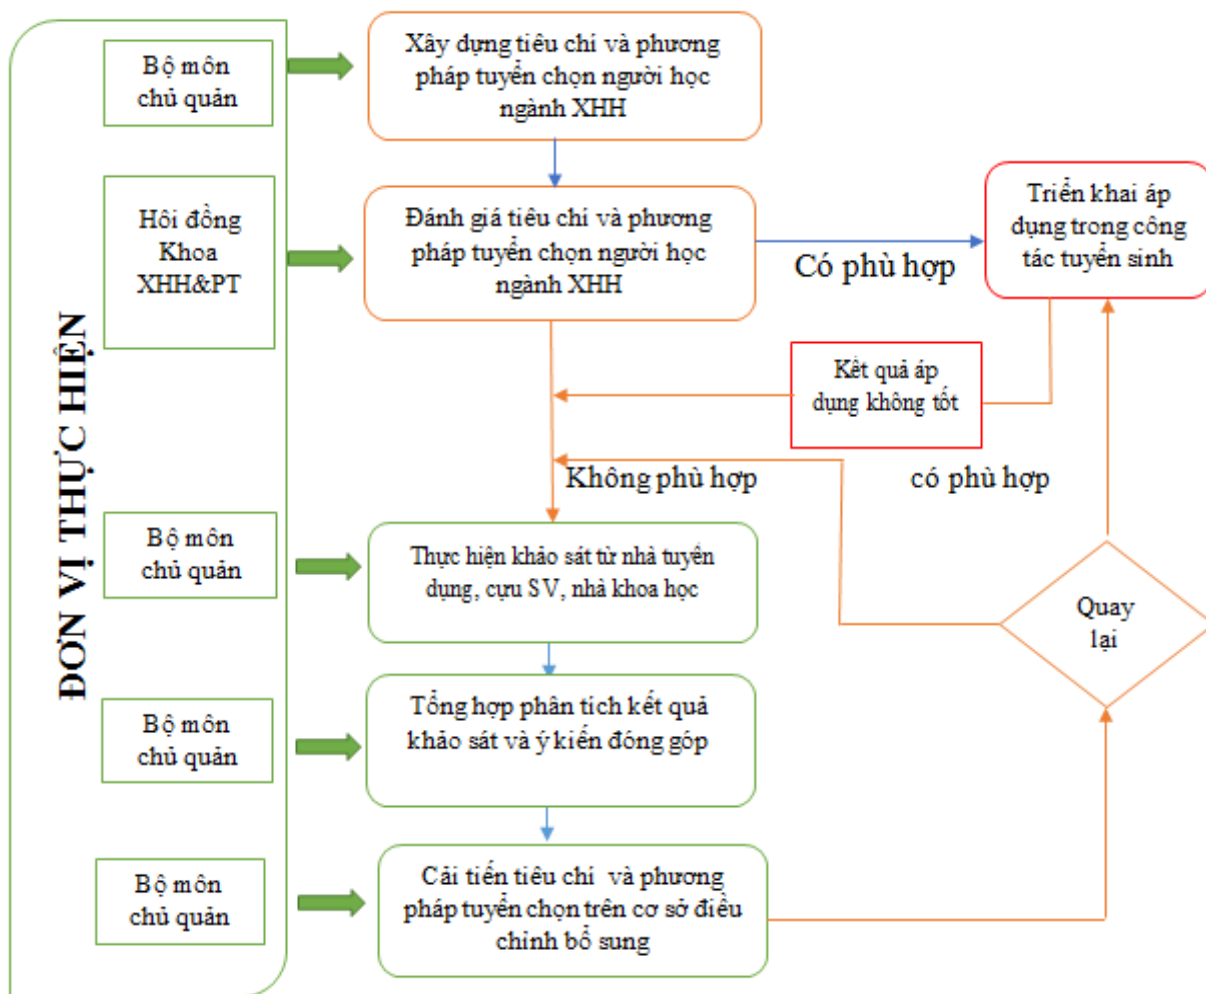 ĐƠN VỊ THỰC HIỆN
Bộ môn
chủ quản
Xây dựng tiêu chí và phương
pháp tuyển chọn người học
ngành XHH
Hôi đồng
Khoa
XHH&PT
Đánh giá tiêu chí và phương
pháp tuyển chọn người học
ngành XHH
Có phù hợp
Triển khai áp
dụng trong công
tác tuyển sinh
Kết quả áp
dụng không tốt
Không phù hợp
có phù hợp
Bộ môn
chủ quản
Thực hiện khảo sát từ nhà tuyển
dụng, cựu SV, nhà khoa học
Quay
lại
Bộ môn
chủ quản
Tổng hợp phân tích kết quả
khảo sát và ý kiến đóng góp
Bộ môn
chủ quản
Cải tiến tiêu chí và phương
pháp tuyển chọn trên cơ sở điều
chỉnh bổ sung